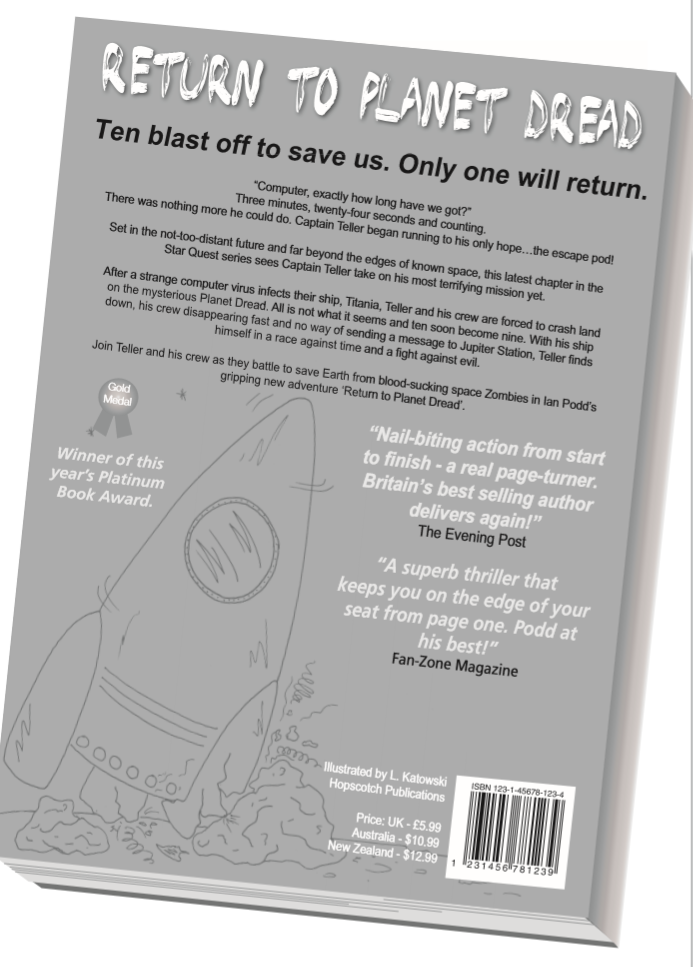 RETURN TO PLANET DREAD
Ten blast off to save us. Only one will return.
"Computer, exactly how long have we got?"
Three minutes, twenty-four seconds and counting.
There was nothing more he could do. Captain Teller began running to his only hope…the escape pod!
Set in the not-too-distant future and far beyond the edges of known space, this latest chapter in the
Star Quest series sees Captain Teller take on his most terrifying mission yet.
After a strange computer virus infects their ship, Titania, Teller and his crew are forced to crash land
on the mysterious Planet Dread. All is not what it seems and ten soon become nine. With his ship
down, his crew disappearing fast and no way of sending a message to Jupiter Station, Teller finds
himself in a race against time and a fight against evil.
Join Teller and his crew as they battle to save Earth from blood-sucking space Zombies in Ian Podd's
gripping new adventure 'Return to Planet Dread'.
Gold
Medal
Winner of this
year's Platinum
Book Award.
"Nail-biting action from start
to finish - a real page-turner.
Britain's best selling author
delivers again!"
The Evening Post
"A superb thriller that
keeps you on the edge of your
seat from page one. Podd at
his best!"
Fan-Zone Magazine
Illustrated by L. Katowski
Hopscotch Publications
Price: UK - £5.99
Australia - $10.99
New Zealand - $12.99
ISBN 123-1-45678-123-4
1 231456 781239